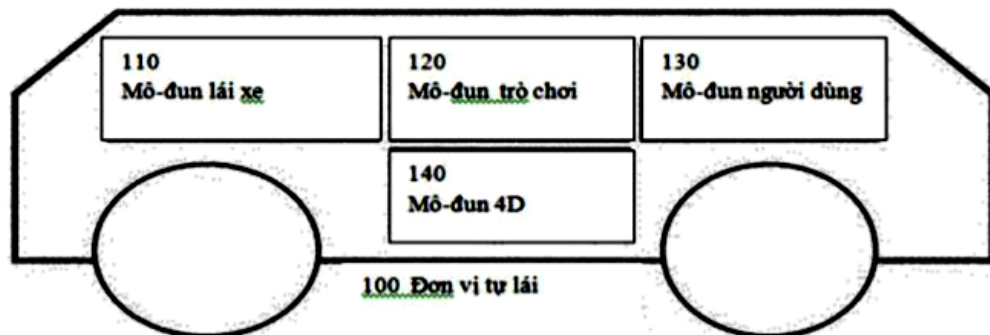 110
Mô-đun lái xe
120
Mô-đun trò chơi
130
Mô-đun người dùng
140
Mô-đun 4D
100 Đơn vị tự lái